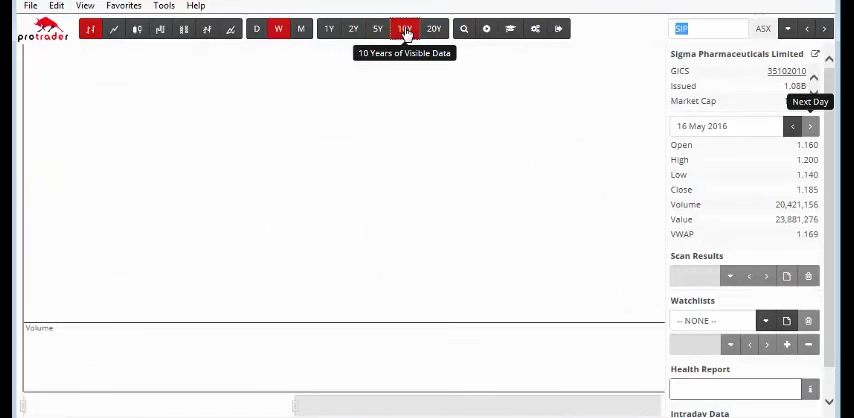 File Edit View Favorites Tools Help
protrader
D W M 1Y 2Y 5Y 10Y 20Y
SIP ASX
10 Years of Visible Data
Sigma Pharmaceuticals Limited
GICS 35102010
Issued 1.08B
Market Cap
Next Day
16 May 2016
Open 1.160
High 1.200
Low 1.140
Close 1.185
Volume 20,421,156
Value 23,881,276
VWAP 1.169
Scan Results
Watchlists
-- NONE --
Volume
Health Report
Intraday Data